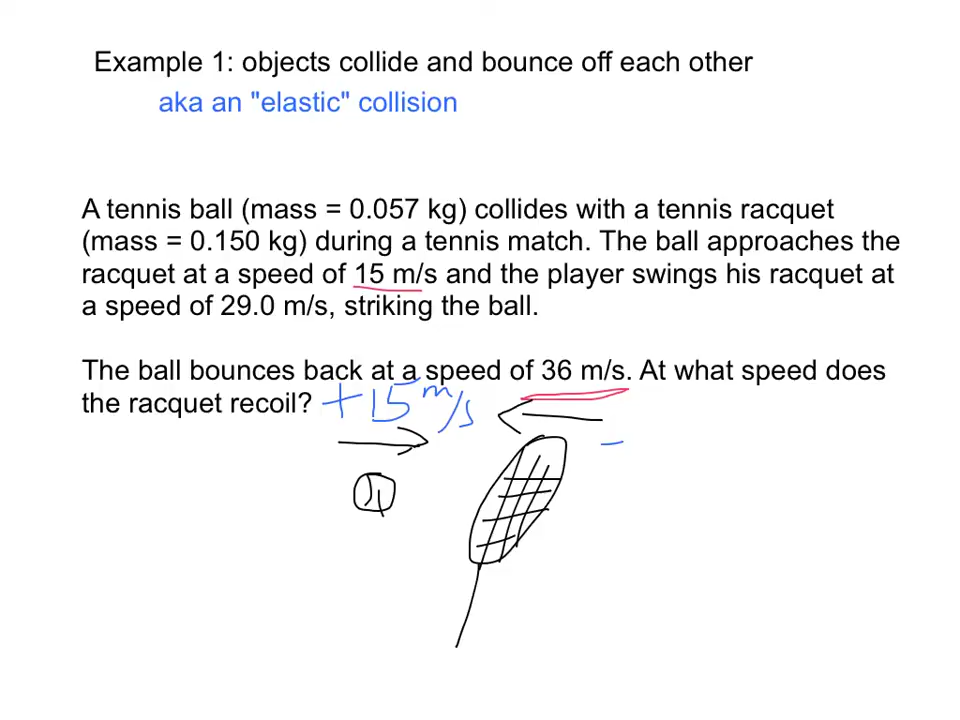 Example 1: objects collide and bounce off each other
aka an "elastic" collision
A tennis ball (mass = 0.057 kg) collides with a tennis racquet
(mass = 0.150 kg) during a tennis match. The ball approaches the
racquet at a speed of 15 m/s and the player swings his racquet at
a speed of 29.0 m/s, striking the ball.
The ball bounces back at a speed of 36 m/s. At what speed does
the racquet recoil? +15 m/s
-